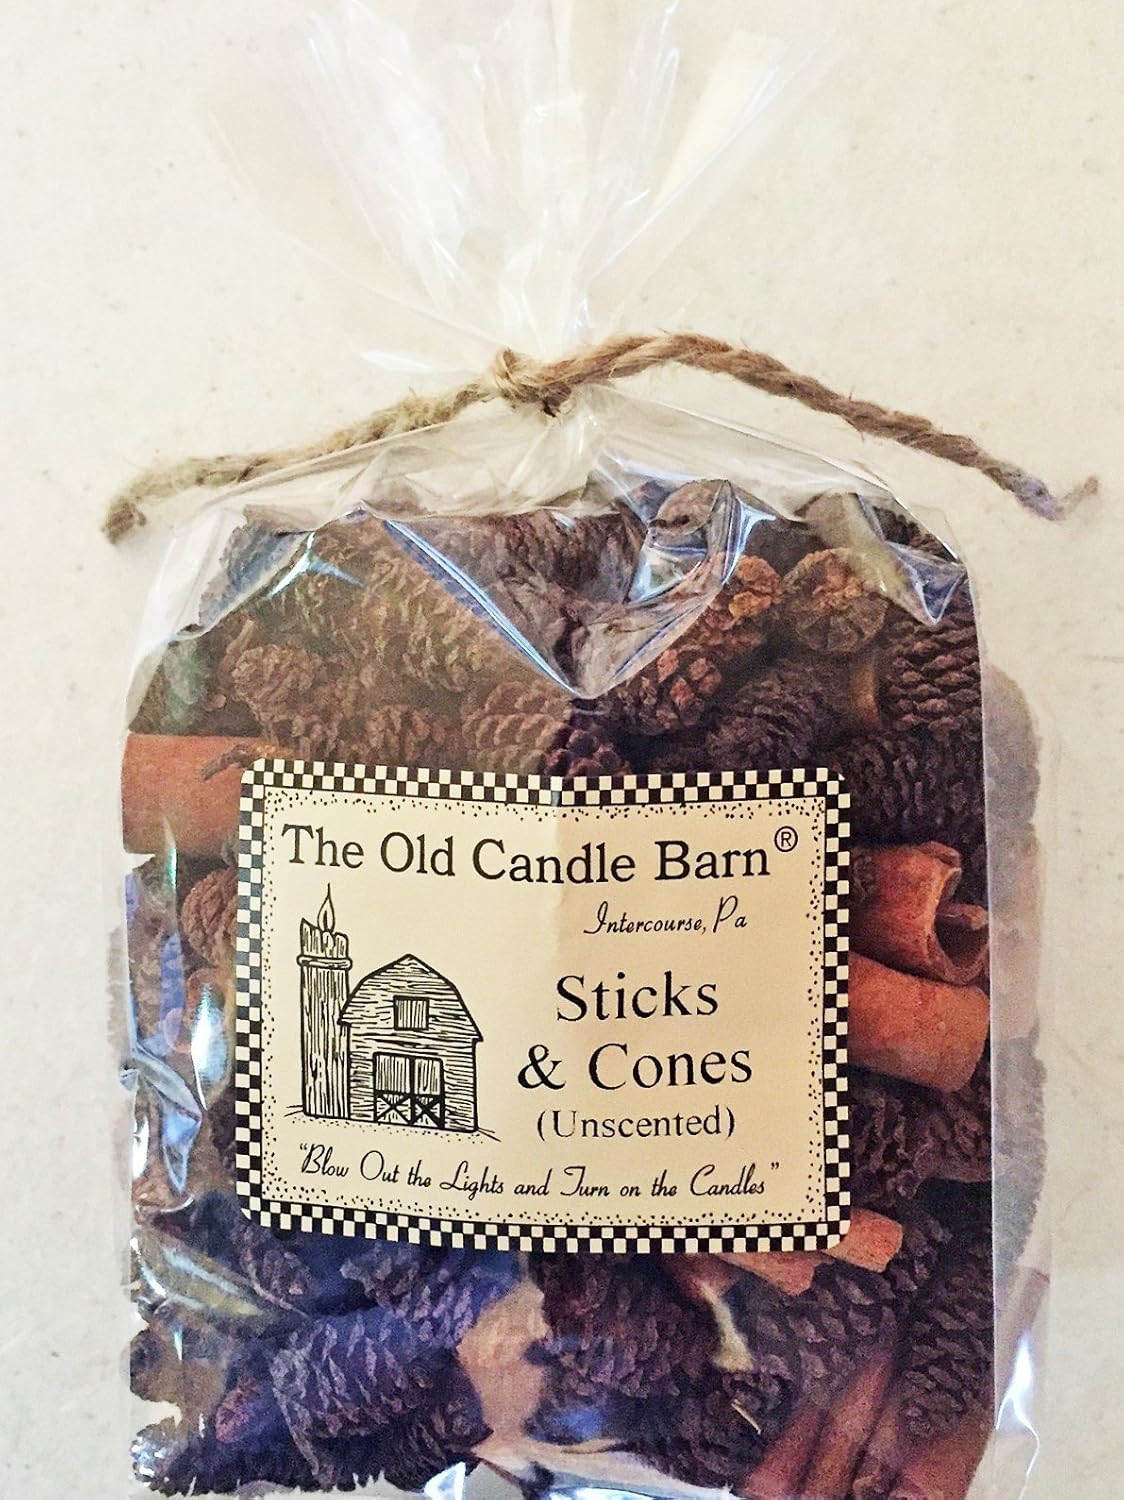 The Old Candle Barn®
Intercourse, Pa
Sticks
& Cones
(Unscented)
"Blow Out the Lights and Turn on the Candles"